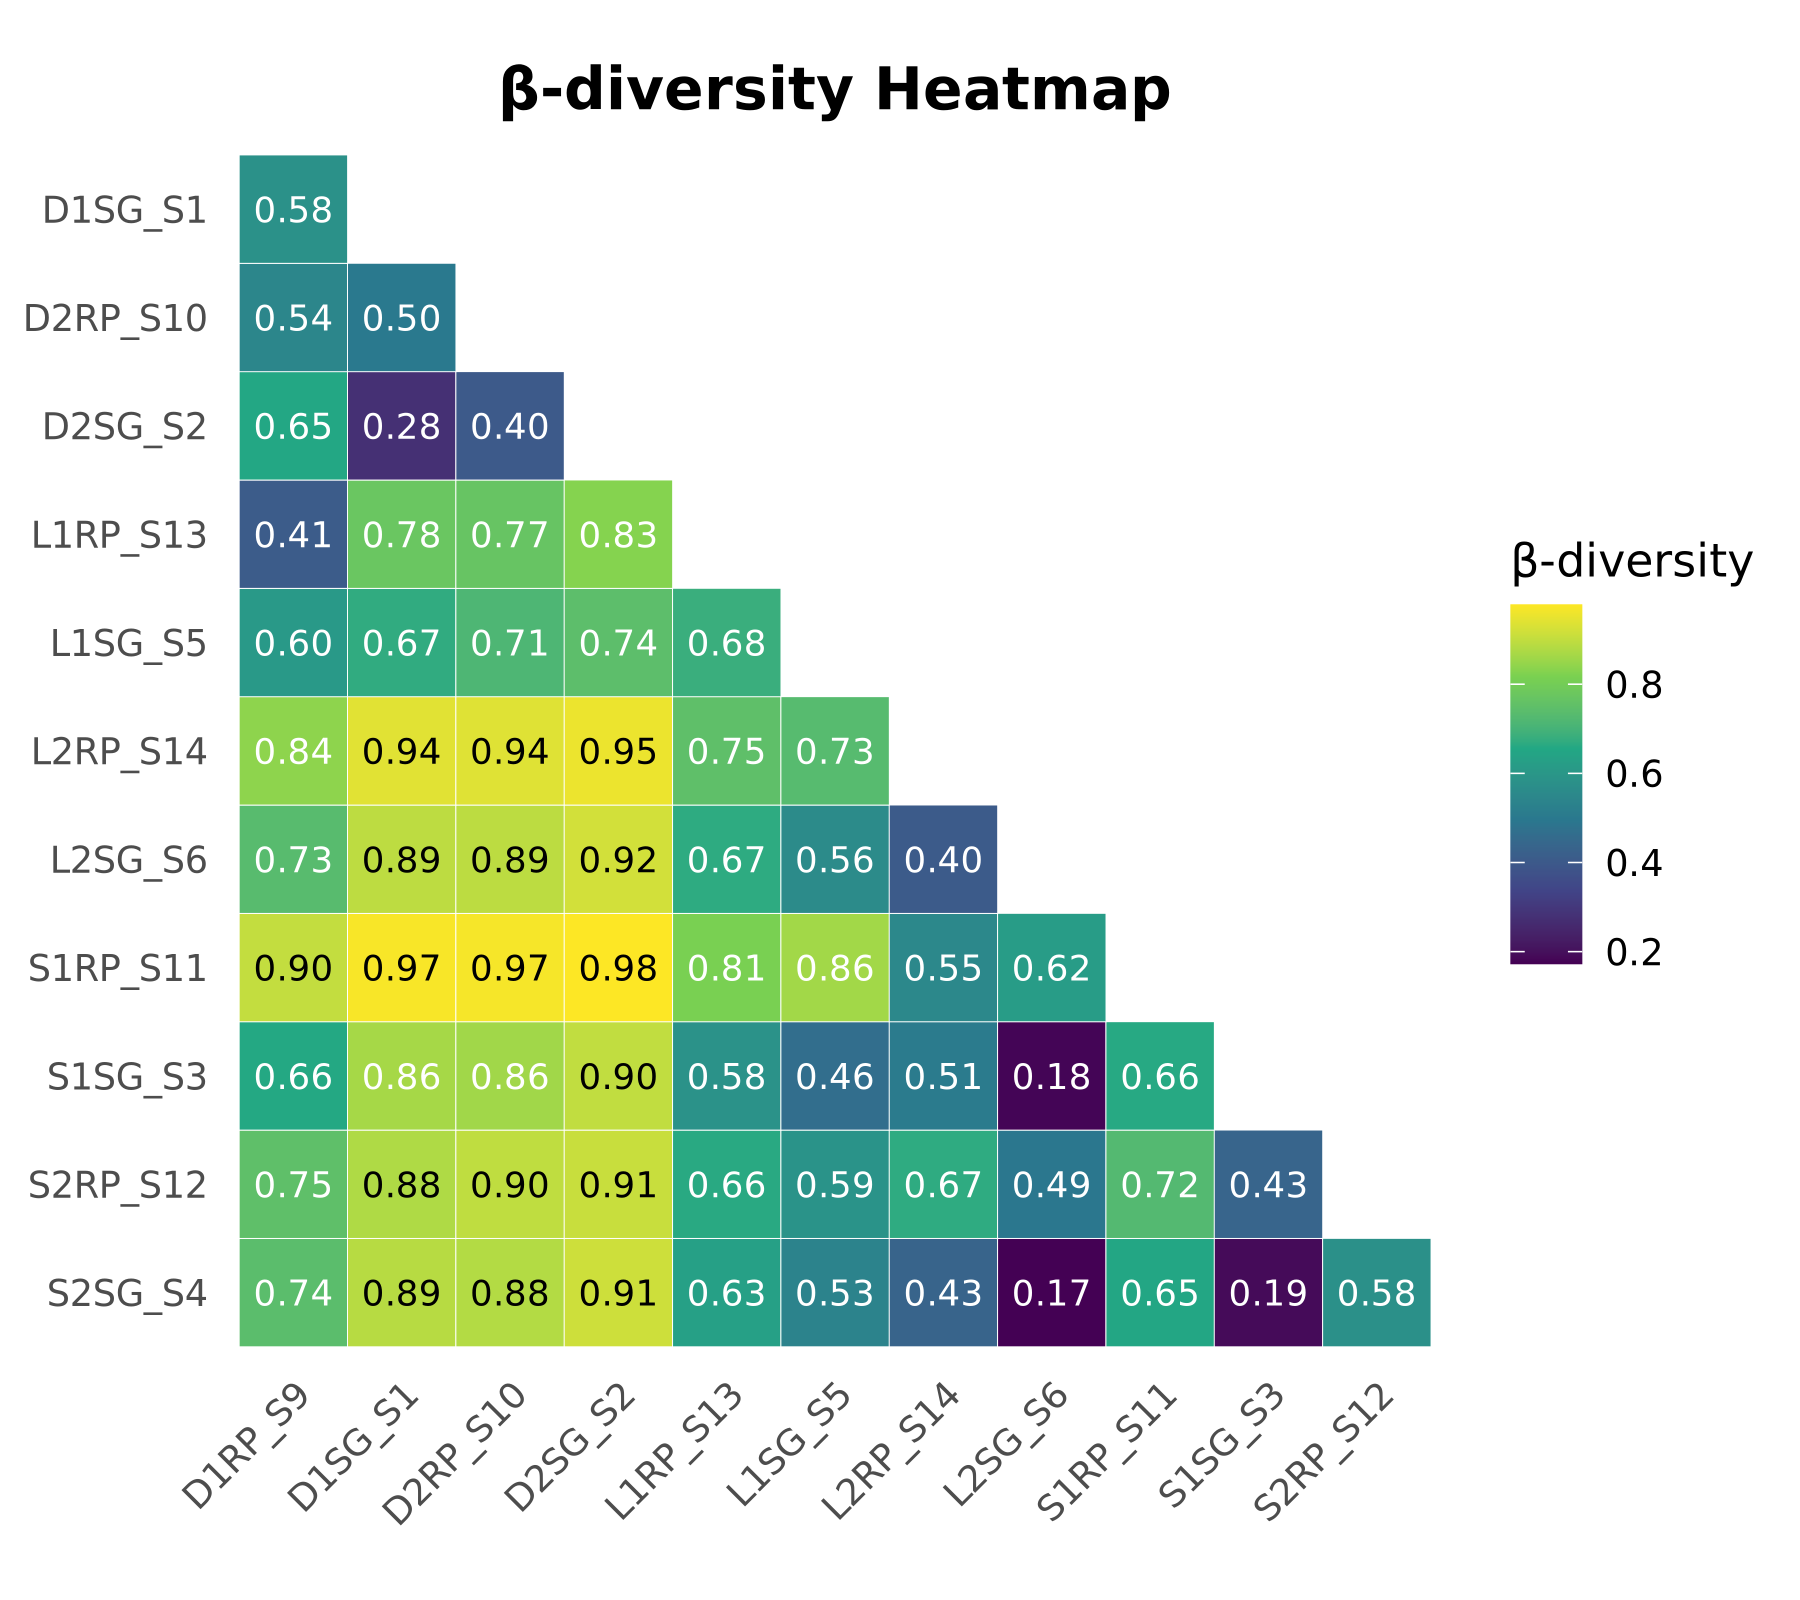 β-diversity Heatmap
D1SG_S1 0.58
D2RP_S10 0.54 0.50
D2SG_S2 0.65 0.28 0.40
L1RP_S13 0.41 0.78 0.77 0.83
L1SG_S5 0.60 0.67 0.71 0.74 0.68
L2RP_S14 0.84 0.94 0.94 0.95 0.75 0.73
L2SG_S6 0.73 0.89 0.89 0.92 0.67 0.56 0.40
S1RP_S11 0.90 0.97 0.97 0.98 0.81 0.86 0.55 0.62
S1SG_S3 0.66 0.86 0.86 0.90 0.58 0.46 0.51 0.18 0.66
S2RP_S12 0.75 0.88 0.90 0.91 0.66 0.59 0.67 0.49 0.72 0.43
S2SG_S4 0.74 0.89 0.88 0.91 0.63 0.53 0.43 0.17 0.65 0.19 0.58
D1RP_S9 D1SG_S1 D2RP_S10 D2SG_S2 L1RP_S13 L1SG_S5 L2RP_S14 L2SG_S6 S1RP_S11 S1SG_S3 S2RP_S12
β-diversity
0.8
0.6
0.4
0.2